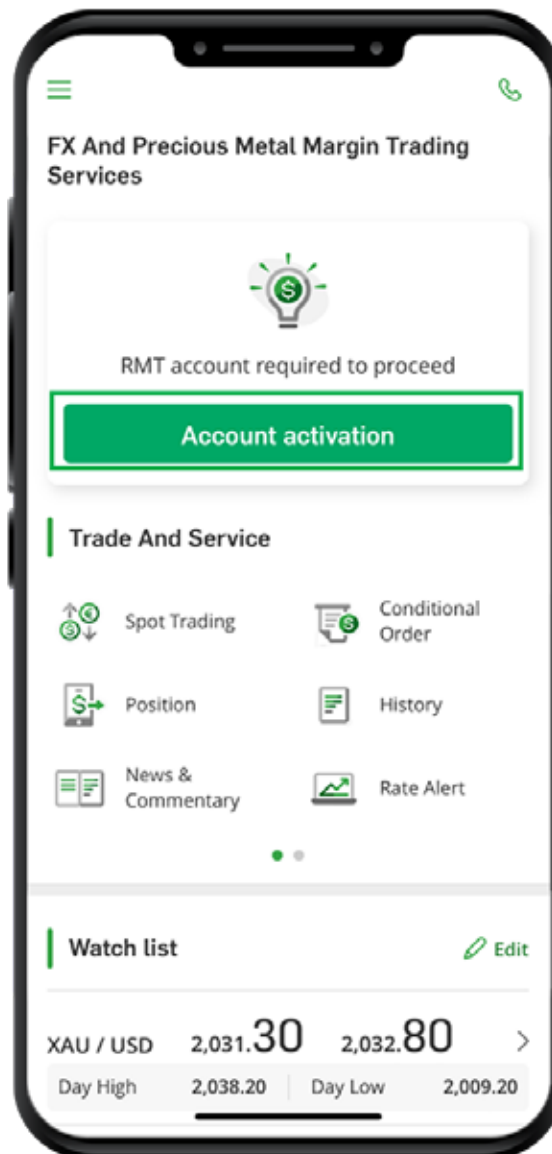 FX And Precious Metal Margin Trading
Services
RMT account required to proceed
Account activation
Trade And Service
Spot Trading
Conditional
Order
Position
History
News &
Commentary
Rate Alert
Watch list
Edit
XAU / USD 2,031.30 2,032.80
Day High 2,038.20 Day Low 2,009.20